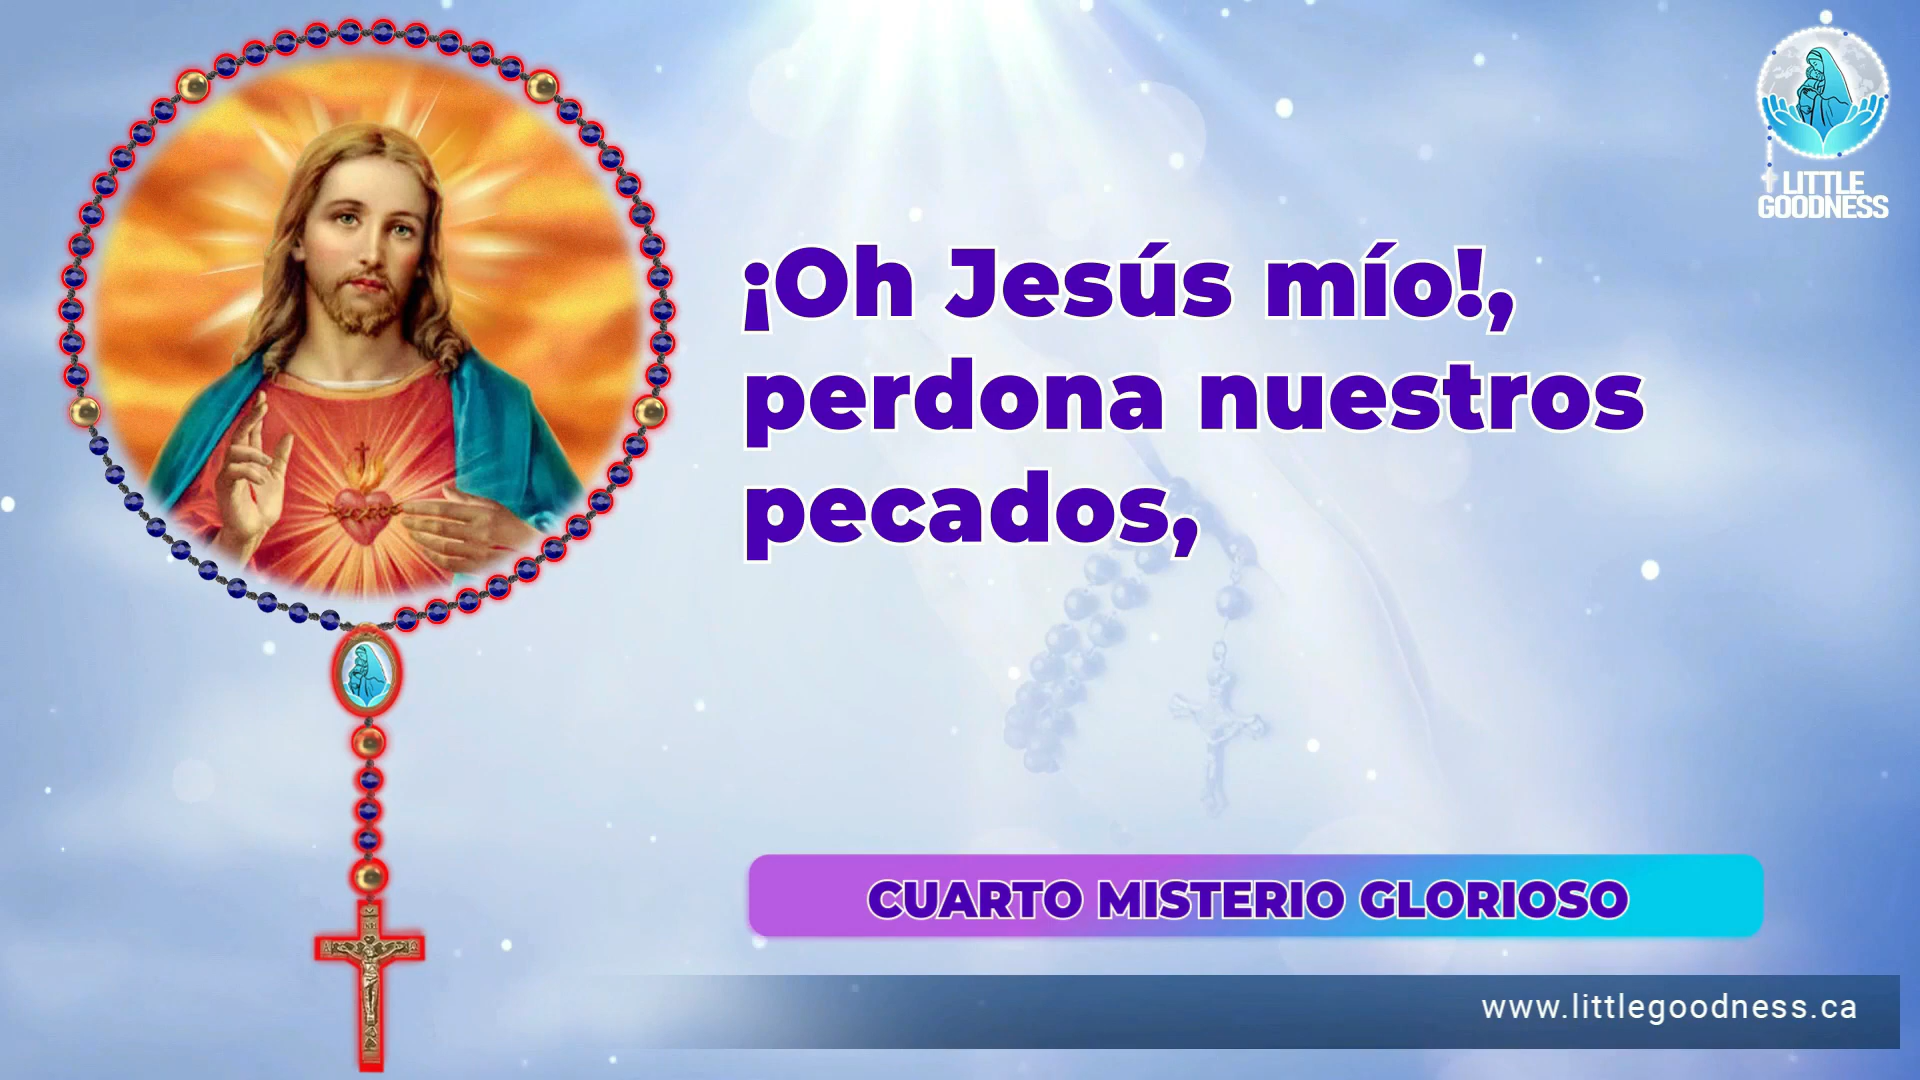 LITTLE
GOODNESS
¡Oh Jesús mío!,
perdona nuestros
pecados,
CUARTO MISTERIO GLORIOSO
www.littlegoodness.ca